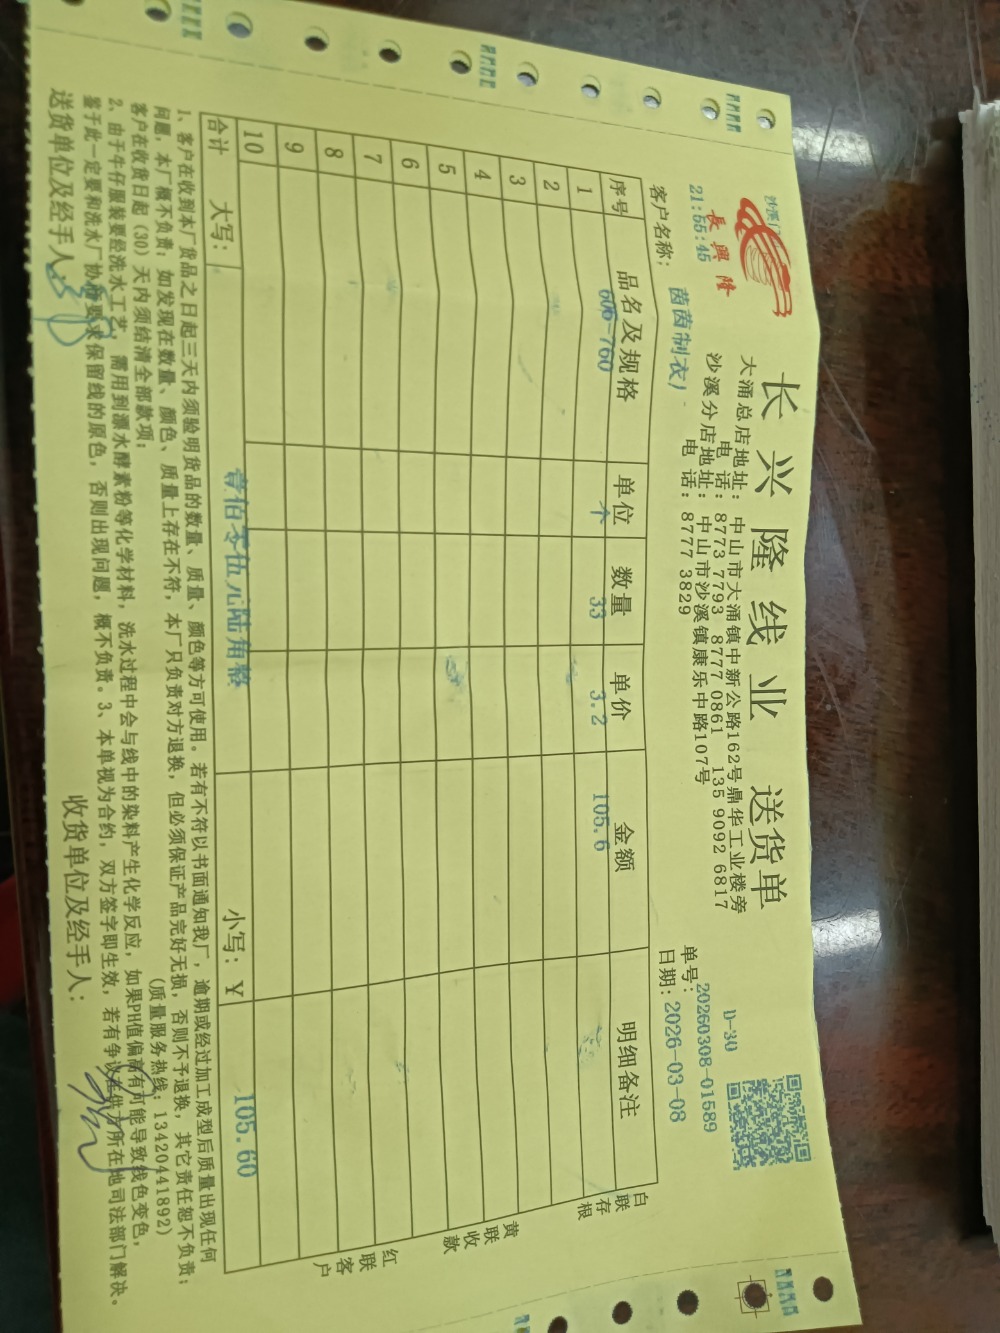 長興隆
21:55:45
长兴隆线业 送货单
D-30
大涌总店地址: 中山市大涌镇中新公路162号鼎华工业楼旁
电 话: 8773 7793 8777 0861 135 9092 6817
沙溪分店地址: 中山市沙溪镇康乐中路107号
电 话: 8777 3829
单号: 20260308-01589
客户名称: 茵茵制衣)
日期: 2026-03-08
序号 品名及规格 单位 数量 单价 金额 明细备注
1 606-760 个 33 3.2 105.6
2
3
4
5
6
7
8
9
10
合计 大写: 壹佰零伍元陆角整 小写: ¥ 105.60
白联存根
黄联收款
红联客户
1、客户在收到本厂货品之日起三天内须验明货品的数量、质量、颜色等方可使用。若有不符以书面通知我厂, 逾期或经过加工成型后质量出现任何
问题, 本厂概不负责; 如发现在数量、颜色、质量上存在不符, 本厂只负责对方退换, 但必须保证产品完好无损, 否则不予退换, 其它责任恕不负责;
客户在收货日起 (30) 天内须结清全部款项; (质量服务热线: 13420441892)
2、由于牛仔服装要经洗水工艺, 需用到漂水酵素粉等化学材料, 洗水过程中会与线中的染料产生化学反应, 如果PH值偏高有可能导致线色变色,
鉴于此一定要和洗水厂协商要求保留线的原色, 否则出现问题, 概不负责。3、本单视为合约, 双方签字即生效, 若有争议在供方所在地司法部门解决。
送货单位及经手人: 收货单位及经手人: